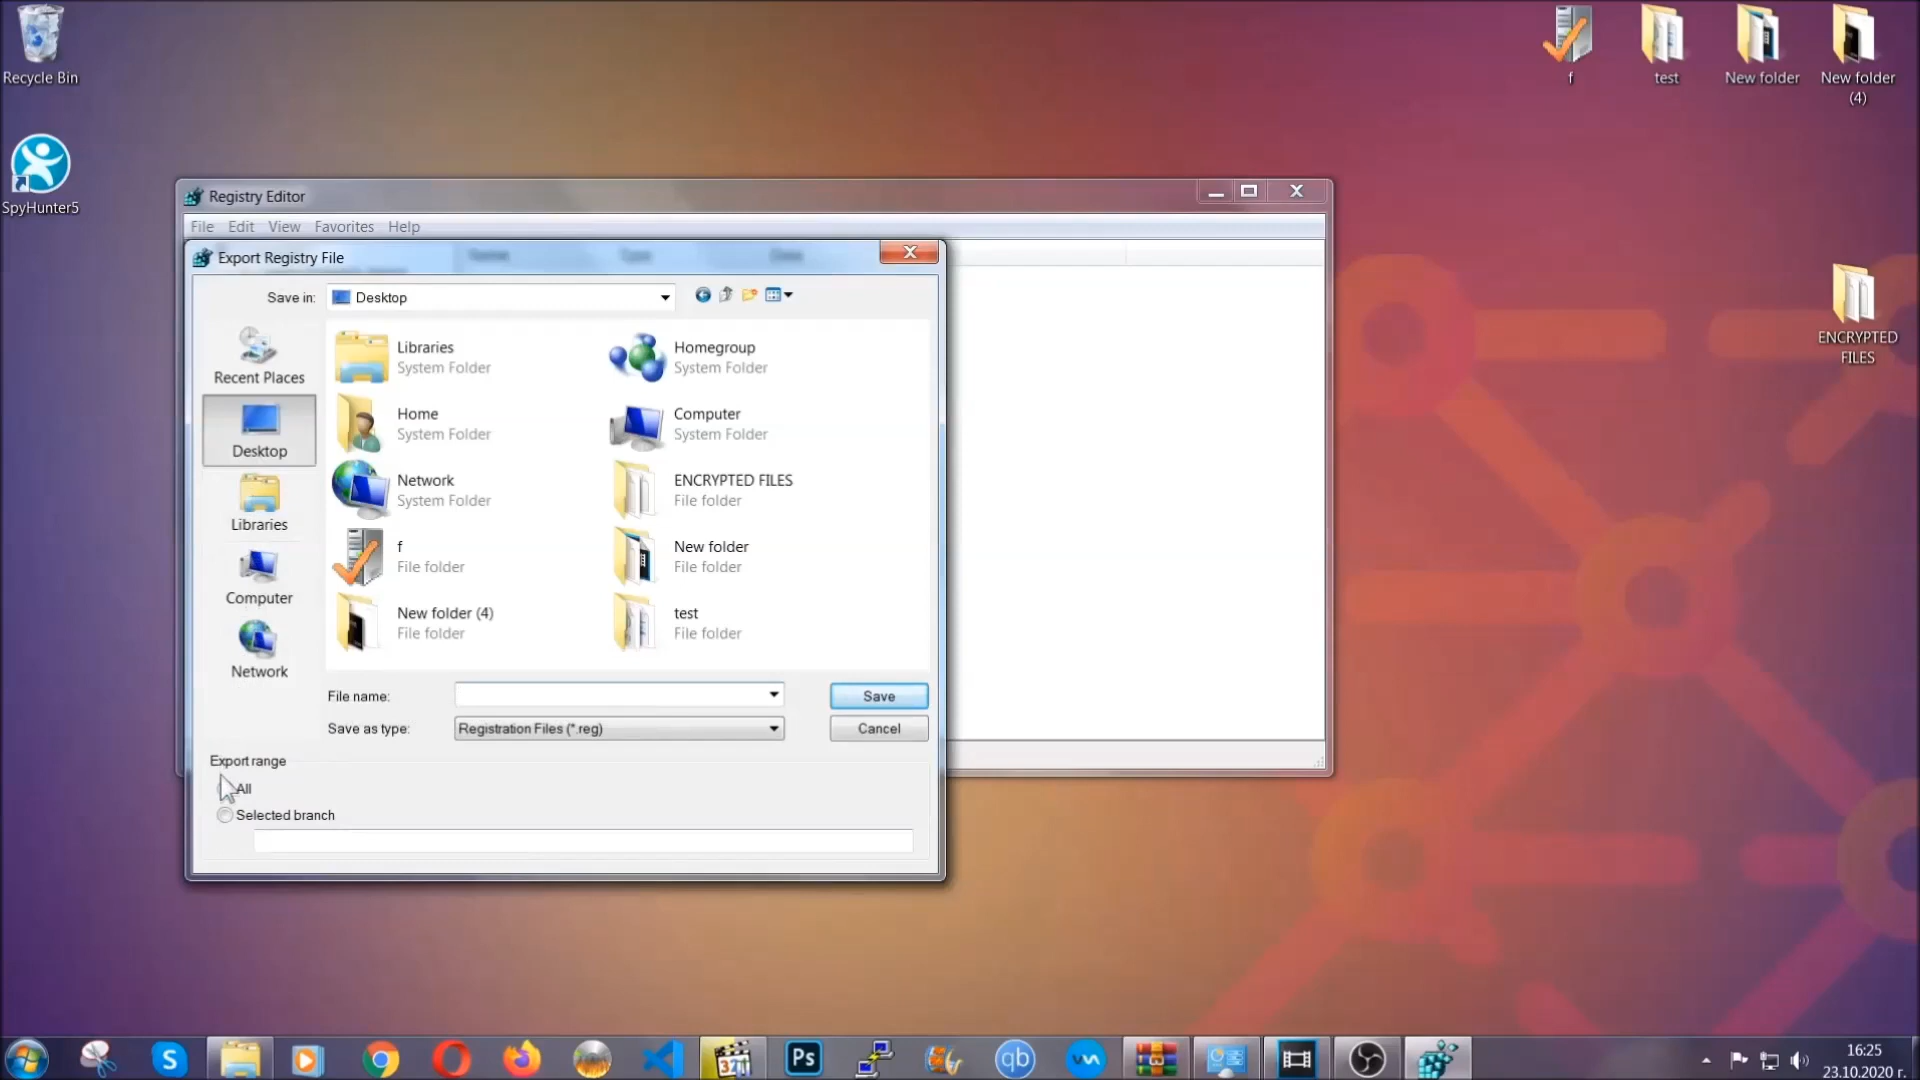 Recycle Bin
SpyHunter5
f
test
New folder
New folder
(4)
ENCRYPTED
FILES
Registry Editor
File Edit View Favorites Help
Export Registry File
Save in:
Desktop
Recent Places
Desktop
Libraries
Computer
Network
Libraries
System Folder
Homegroup
System Folder
Home
System Folder
Computer
System Folder
Network
System Folder
ENCRYPTED FILES
File folder
f
File folder
New folder
File folder
New folder (4)
File folder
test
File folder
File name:
Save
Save as type:
Registration Files (*.reg)
Cancel
Export range
All
Selected branch
S
321
Ps
qb
16:25
23.10.2020 г.